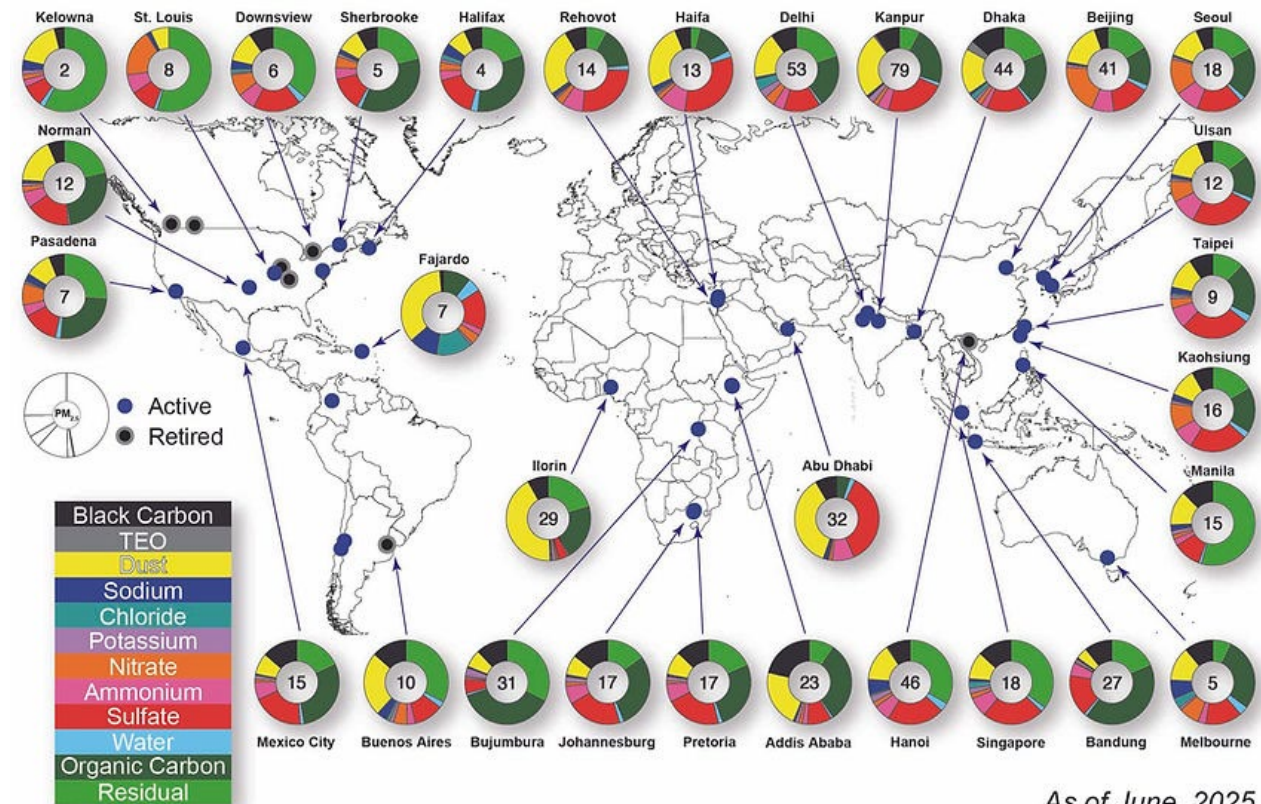 Kelowna St. Louis Downsview Sherbrooke Halifax Rehovot Haifa Delhi Kanpur Dhaka Beijing Seoul
2 8 6 5 4 14 13 53 79 44 41 18
Norman
12
Ulsan
12
Pasadena
7
Fajardo
7
Taipei
9
PM2.5
Active
Retired
Kaohsiung
16
Ilorin
29
Abu Dhabi
32
Manila
15
Black Carbon
TEO
Dust
Sodium
Chloride
Potassium
Nitrate
Ammonium
Sulfate
Water
Organic Carbon
Residual
15 10 31 17 17 23 46 18 27 5
Mexico City Buenos Aires Bujumbura Johannesburg Pretoria Addis Ababa Hanoi Singapore Bandung Melbourne
As of June, 2025